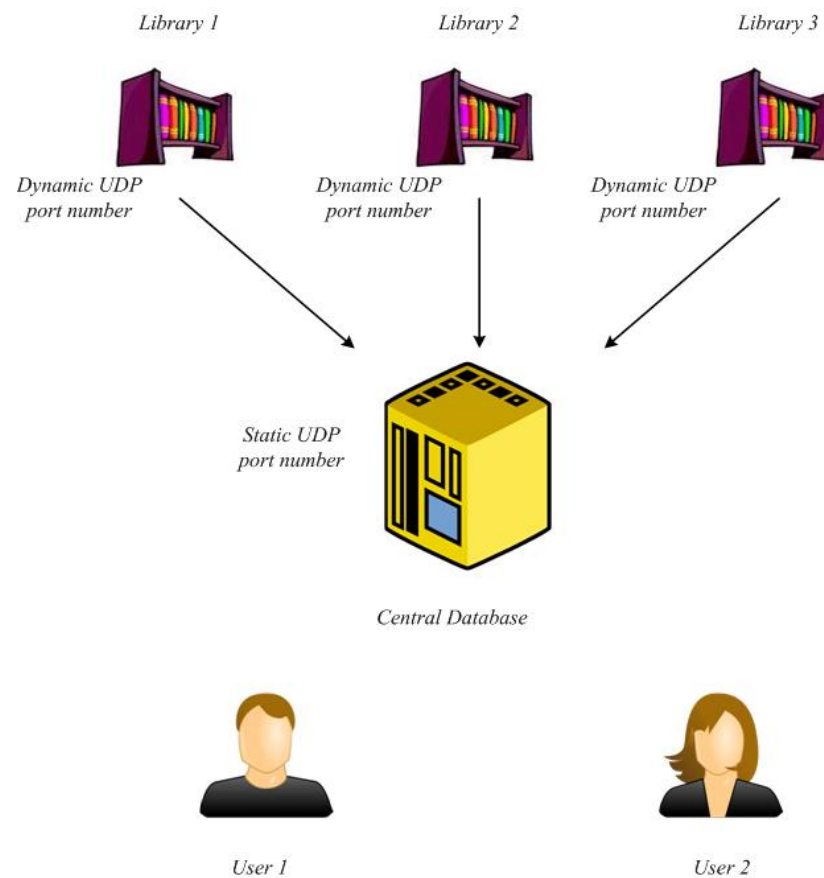 Library 1
Library 2
Library 3
Dynamic UDP
port number
Dynamic UDP
port number
Dynamic UDP
port number
Static UDP
port number
Central Database
User 1
User 2